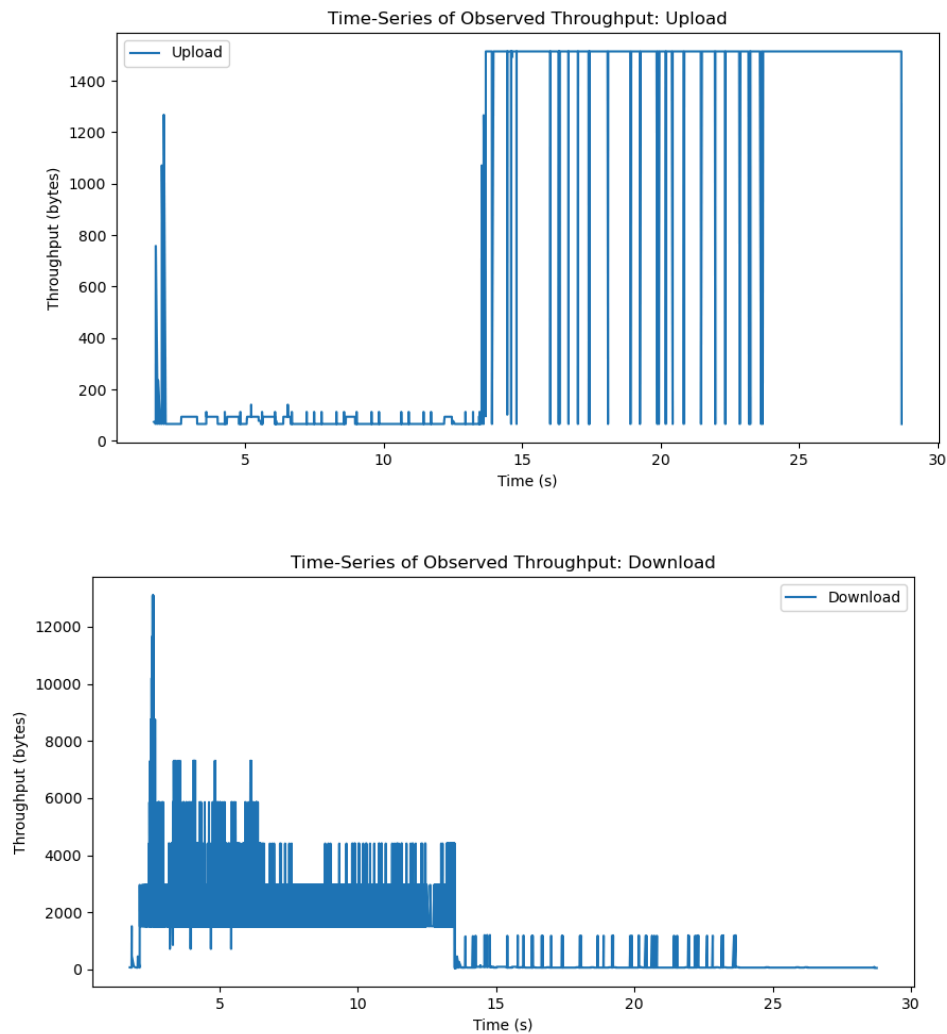 Time-Series of Observed Throughput: Upload
Upload
Throughput (bytes)
1400
1200
1000
800
600
400
200
0
5 10 15 20 25 30
Time (s)
Time-Series of Observed Throughput: Download
Download
Throughput (bytes)
12000
10000
8000
6000
4000
2000
0
5 10 15 20 25 30
Time (s)